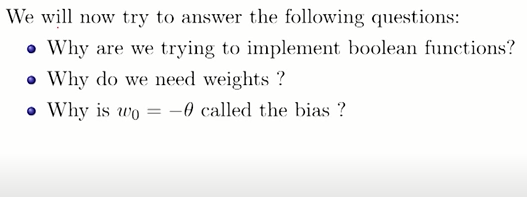 We will now try to answer the following questions:
• Why are we trying to implement boolean functions?
• Why do we need weights ?
• Why is w₀ = −θ called the bias ?